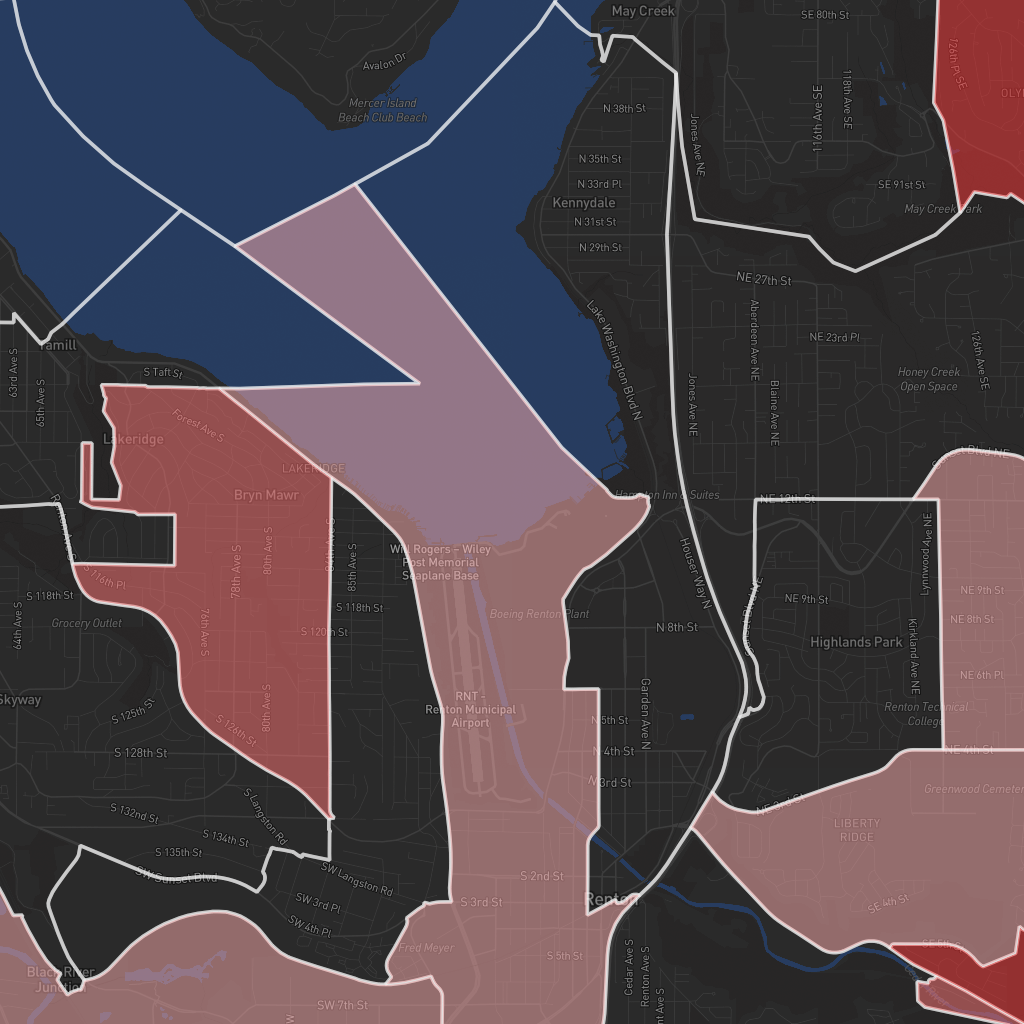 May Creek
SE 80th St
Avalon Dr
126th Pl SE
118th Ave SE
116th Ave SE
Mercer Island
Beach Club Beach
N 38th St
Jones Ave NE
N 35th St
N 33rd Pl
SE 91st St
Kennydale
N 31st St
N 29th St
NE 27th St
Lake Washington Blvd N
Aberdeen Ave NE
NE 23rd Pl
126th Ave SE
63rd Ave S
65th Ave S
S Taft St
Honey Creek
Open Space
Jones Ave NE
Blaine Ave NE
Forest Ave S
Lakeridge
LAKERIDGE
Bryn Mawr
Hampton Inn & Suites
NE 12th St
84th Ave S
85th Ave S
80th Ave S
78th Ave S
Will Rogers - Wiley
Post Memorial
Seaplane Base
Houser Way N
Lynnwood Ave NE
S 116th Pl
S 118th St
S 118th St
NE 9th St
NE 9th St
64th Ave S
Grocery Outlet
76th Ave S
S 120th St
Boeing Renton Plant
N 8th St
NE 8th St
Highlands Park
Kirkland Ave NE
NE 6th Pl
Skyway
S 125th St
80th Ave S
S 126th St
RNT -
Renton Municipal
Airport
Garden Ave N
N 5th St
Renton Technical
College
S 128th St
N 4th St
NE 4th St
N 3rd St
NE 3rd St
Greenwood Cemetery
S 132nd St
S Langston Rd
S 134th St
LIBERTY
RIDGE
S 135th St
SW Sunset Blvd
SW Langston Rd
S 2nd St
SW 3rd Pl
S 3rd St
Renton
SE 4th St
SW 4th Pl
Fred Meyer
S 5th St
SE 5th St
Cedar Ave S
Renton Ave S
Black River
Junction
SW 7th St